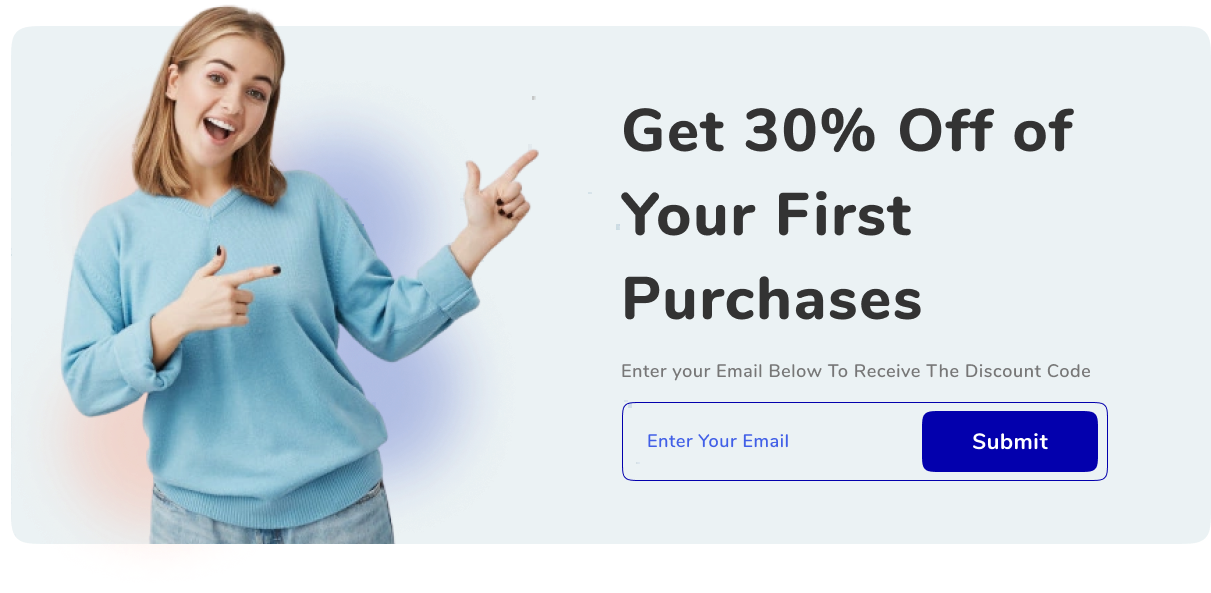 Get 30% Off of
Your First
Purchases
Enter your Email Below To Receive The Discount Code
Enter Your Email
Submit